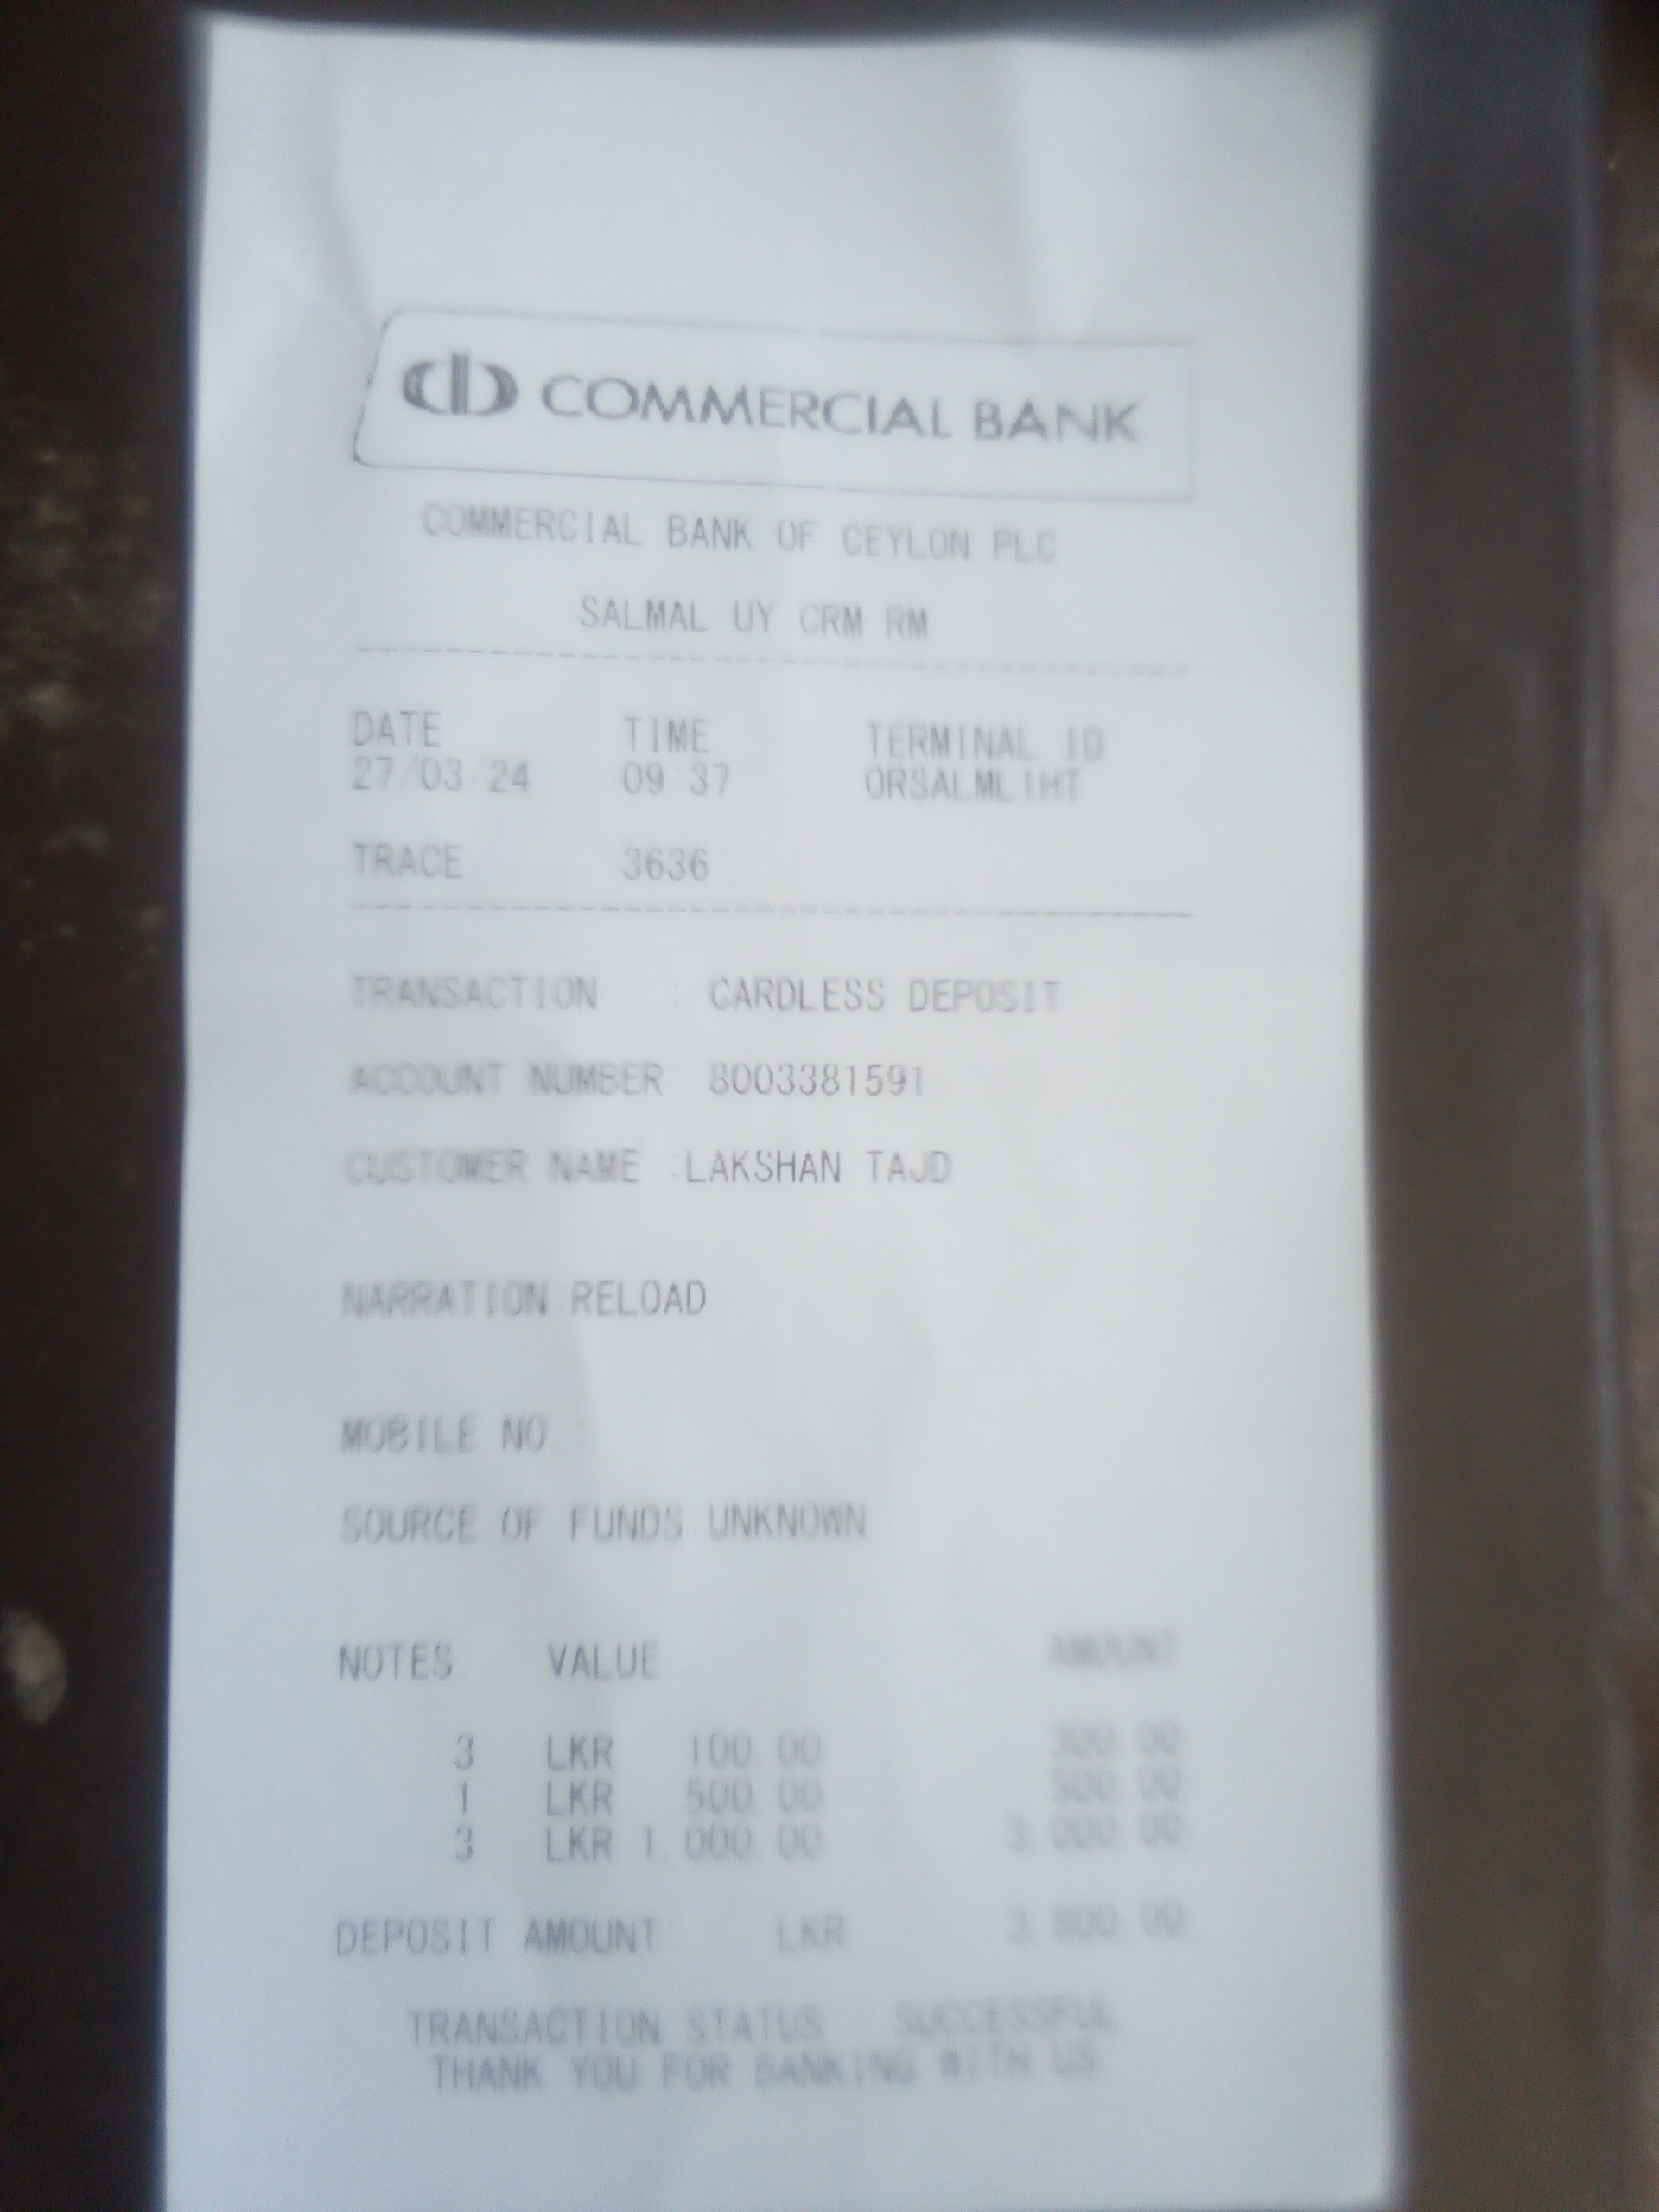 COMMERCIAL BANK
COMMERCIAL BANK OF CEYLON PLC
SALMAL UY CRM RM
DATE TIME TERMINAL ID
27/03/24 09:37 ORSALML1HT
TRACE 3636
TRANSACTION : CARDLESS DEPOSIT
ACCOUNT NUMBER: 8003381591
CUSTOMER NAME :LAKSHAN TAJD
NARRATION:RELOAD
MOBILE NO :
SOURCE OF FUNDS:UNKNOWN
NOTES VALUE AMOUNT
3 LKR 100.00 300.00
1 LKR 500.00 500.00
3 LKR 1,000.00 3,000.00
DEPOSIT AMOUNT LKR 3,800.00
TRANSACTION STATUS : SUCCESSFUL
THANK YOU FOR BANKING WITH US